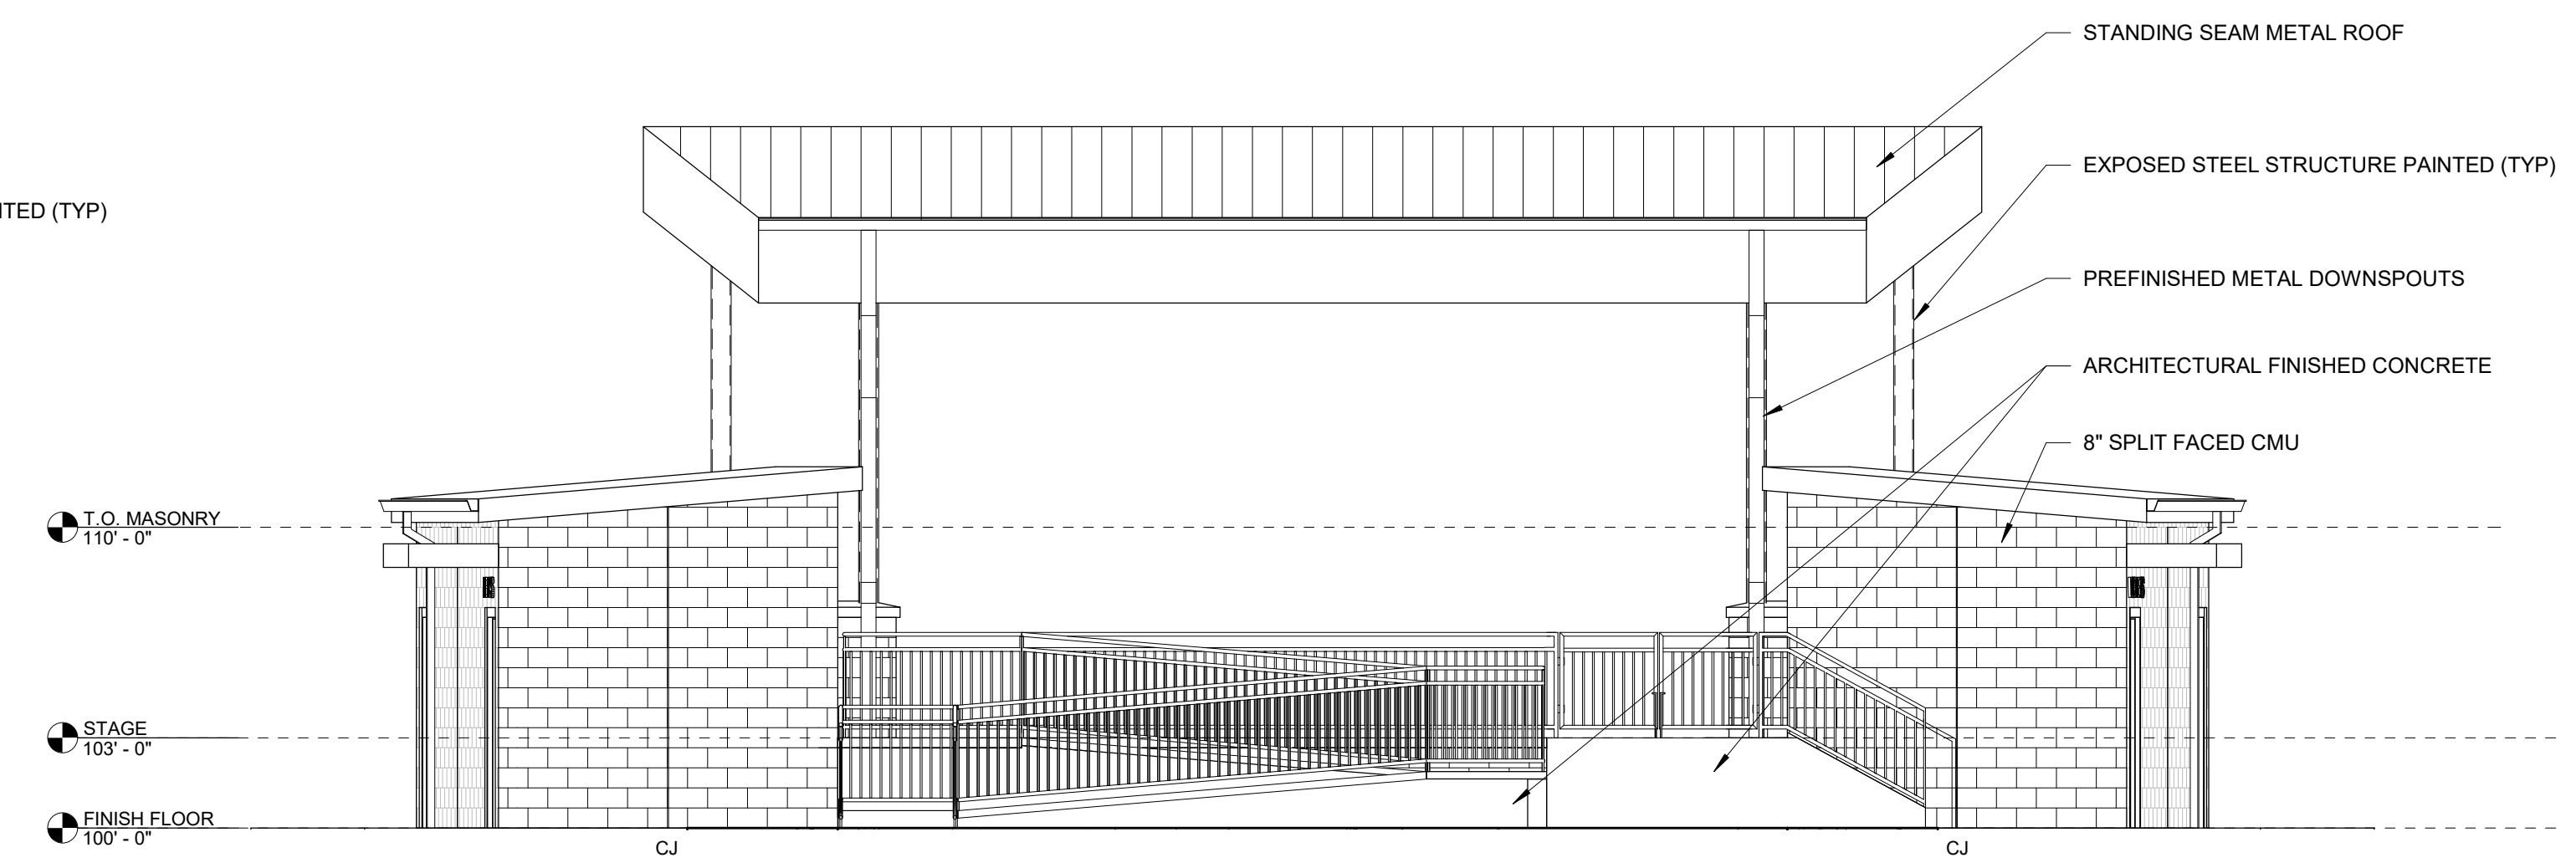 STANDING SEAM METAL ROOF
EXPOSED STEEL STRUCTURE PAINTED (TYP)
NTED (TYP)
PREFINISHED METAL DOWNSPOUTS
ARCHITECTURAL FINISHED CONCRETE
8" SPLIT FACED CMU
T.O. MASONRY
110' - 0"
STAGE
103' - 0"
FINISH FLOOR
100' - 0"
CJ
CJ